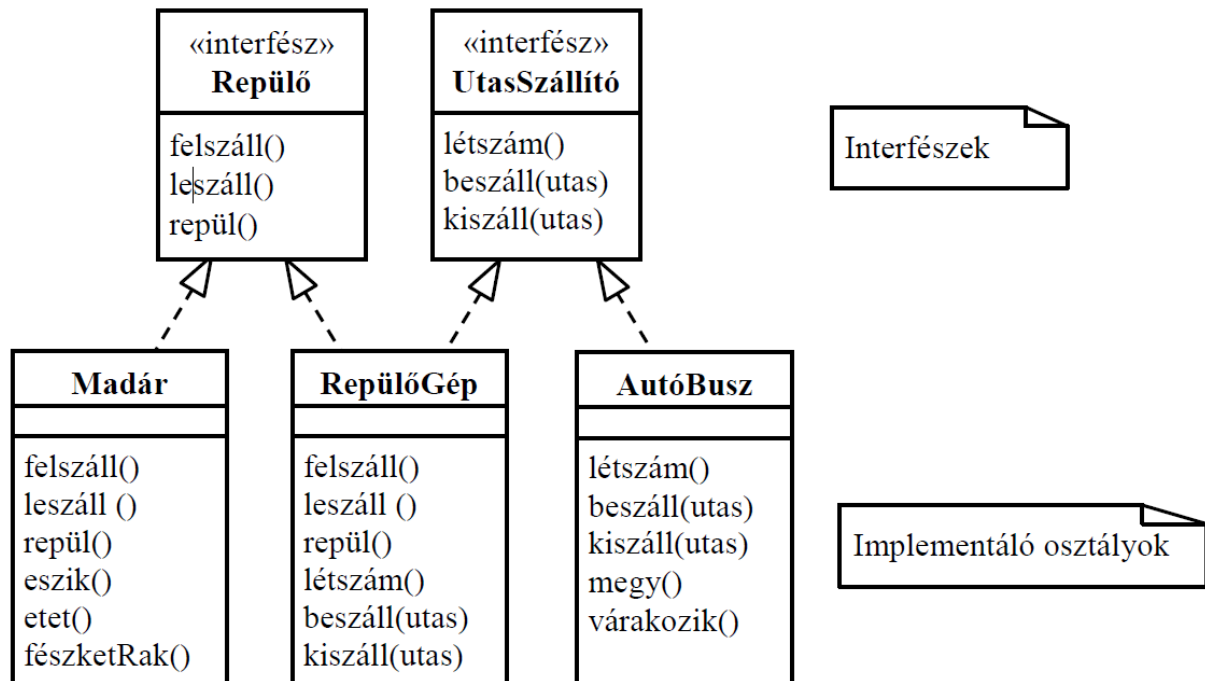 «interfész»
Repülő
felszáll()
leszáll()
repül()
«interfész»
UtasSzállító
létszám()
beszáll(utas)
kiszáll(utas)
Interfészek
Madár
felszáll()
leszáll ()
repül()
eszik()
etet()
fészketRak()
RepülőGép
felszáll()
leszáll ()
repül()
létszám()
beszáll(utas)
kiszáll(utas)
AutóBusz
létszám()
beszáll(utas)
kiszáll(utas)
megy()
várakozik()
Implementáló osztályok